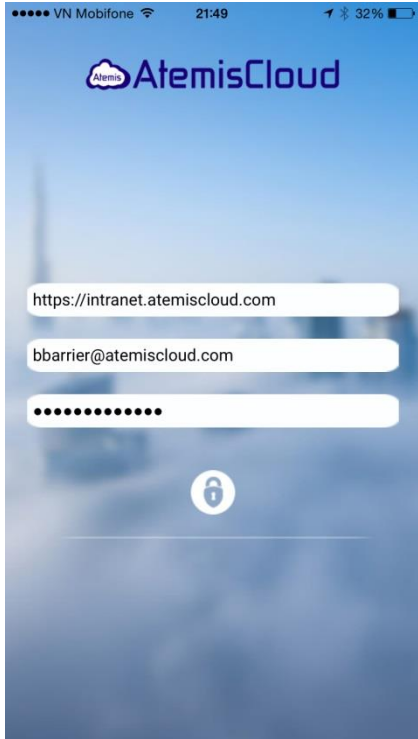 VN Mobifone 21:49 32%
Atemis AtemisCloud
https://intranet.atemiscloud.com
bbarrier@atemiscloud.com
•••••••••••••